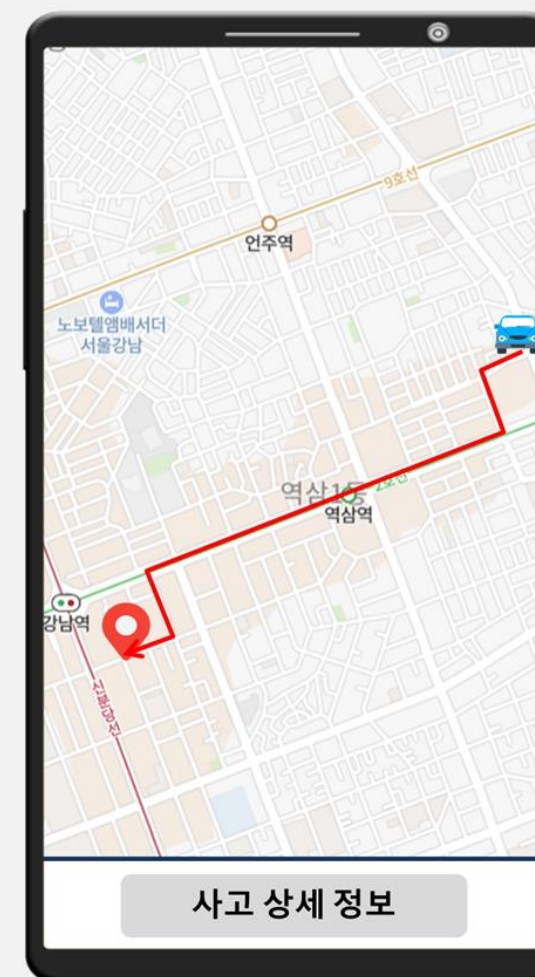 9호선
언주역
노보텔앰배서더
서울강남
역삼1동
2호선
역삼역
강남역
신분당선
사고 상세 정보